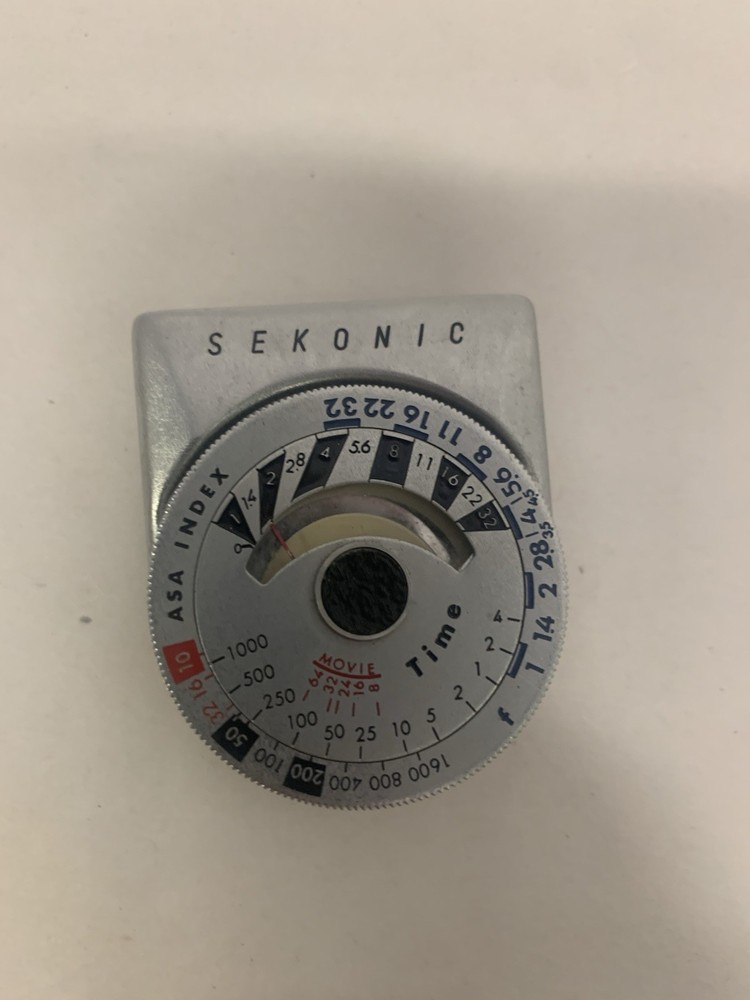 SEKONIC
ASA INDEX
10 16 32 50 100 200 400 800 1600
f 1 1.4 2 2.8 3.5 4 4.5 5.6 8 11 16 22 32
0 1 1.4 2 2.8 4 5.6 8 11 16 22 32
Time
1000 500 250 100 50 25 10 5 2 1 2 4
MOVIE
64 32 24 16 8